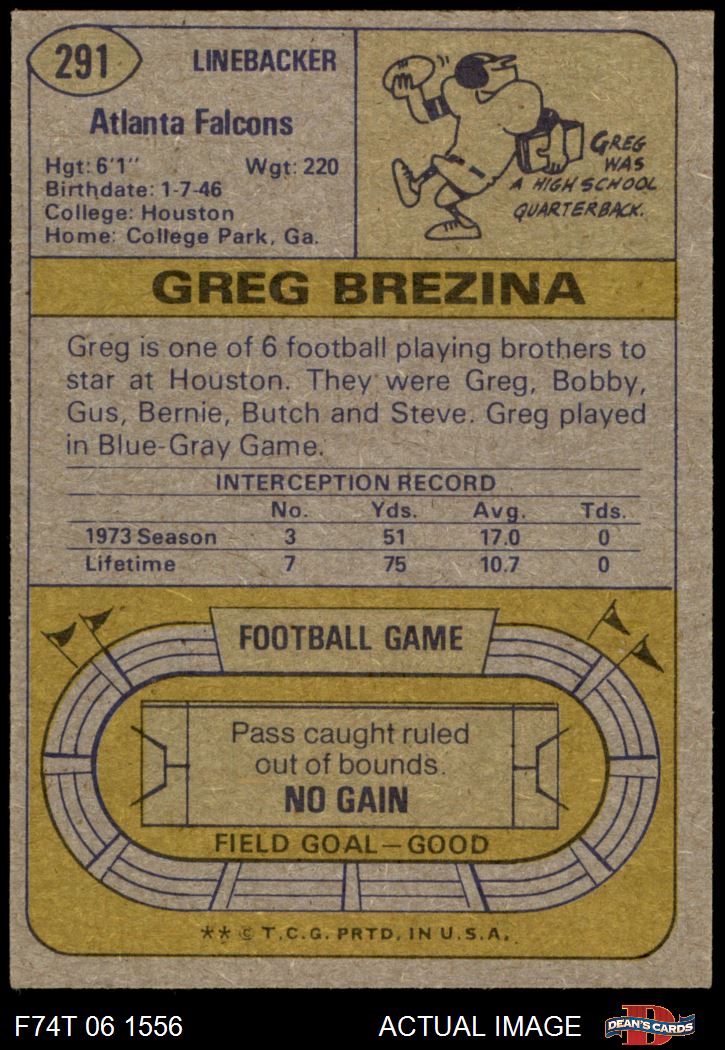 291
LINEBACKER
Atlanta Falcons
Hgt: 6'1" Wgt: 220
Birthdate: 1-7-46
College: Houston
Home: College Park, Ga.
GREG
WAS
A HIGH SCHOOL
QUARTERBACK.
GREG BREZINA
Greg is one of 6 football playing brothers to
star at Houston. They were Greg, Bobby,
Gus, Bernie, Butch and Steve. Greg played
in Blue-Gray Game.
INTERCEPTION RECORD
No. Yds. Avg. Tds.
1973 Season 3 51 17.0 0
Lifetime 7 75 10.7 0
FOOTBALL GAME
Pass caught ruled
out of bounds.
NO GAIN
FIELD GOAL—GOOD
** © T.C.G. PRTD. IN U.S.A.
F74T 06 1556 ACTUAL IMAGE
D
DEAN'S CARDS